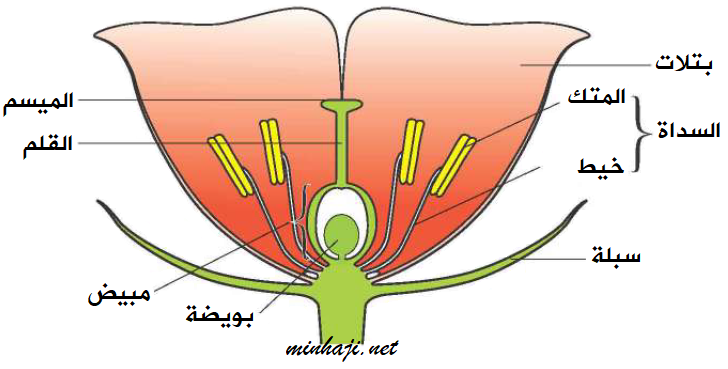 بتلات
الميسم
المتك
السداة
القلم
خيط
سبلة
مبيض
بويضة
minhaji.net